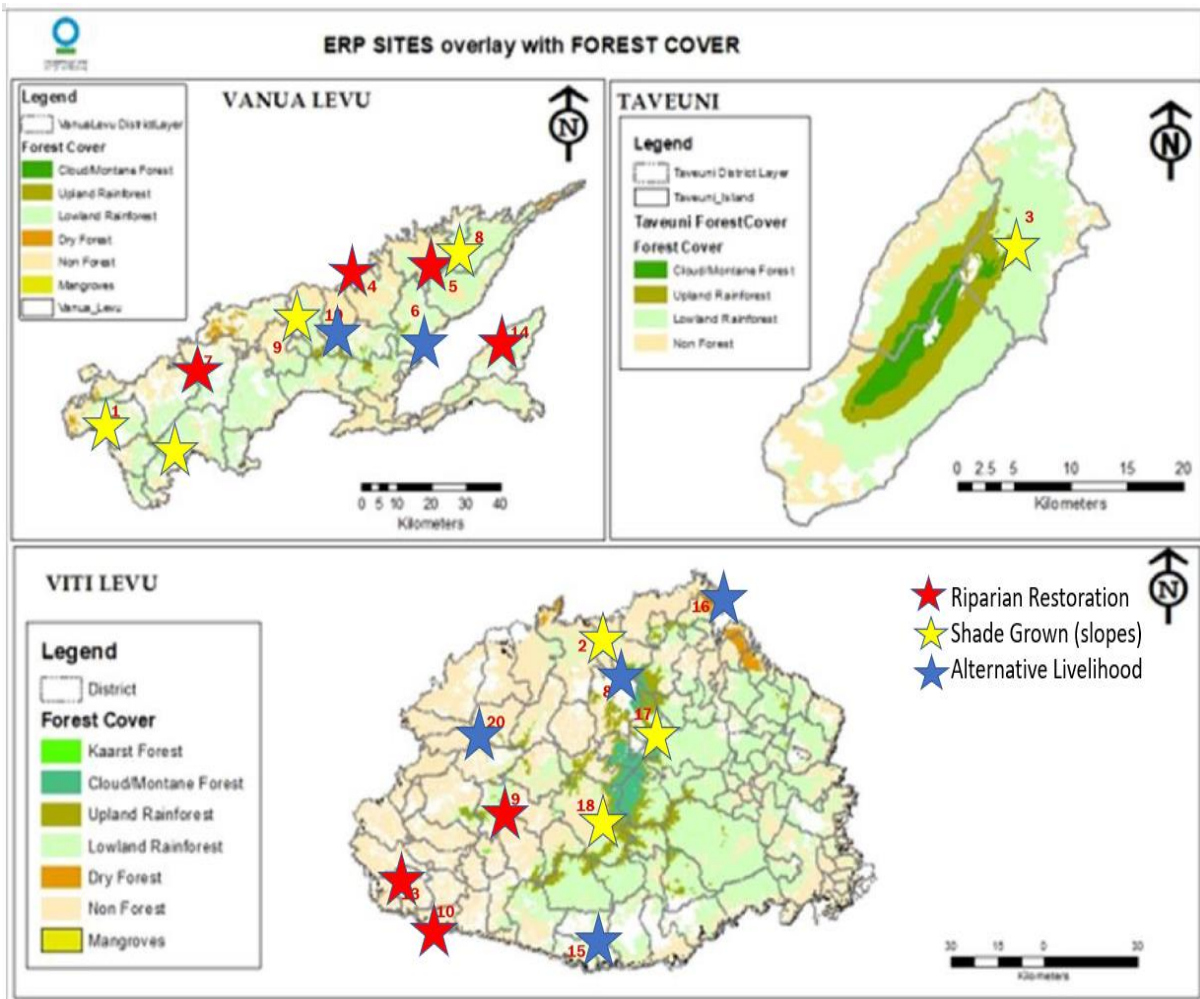 ERP SITES overlay with FOREST COVER
VANUA LEVU
Legend
VanuaLevu DistrictLayer
Forest Cover
Cloud/Montane Forest
Upland Rainforest
Lowland Rainforest
Dry Forest
Non Forest
Mangroves
Vanua_Levu
N
8
4
5
6
9
14
7
1
0 5 10 20 30 40
Kilometers
TAVEUNI
Legend
Taveuni District Layer
Taveuni_Island
Taveuni ForestCover
Forest Cover
Cloud/Montane Forest
Upland Rainforest
Lowland Rainforest
Non Forest
N
3
0 2.5 5 10 15 20
Kilometers
VITI LEVU
Legend
District
Forest Cover
Kaarst Forest
Cloud/Montane Forest
Upland Rainforest
Lowland Rainforest
Dry Forest
Non Forest
Mangroves
16
2
8
17
20
9
18
13
10
15
N
Riparian Restoration
Shade Grown (slopes)
Alternative Livelihood
30 15 0 30
Kilometers